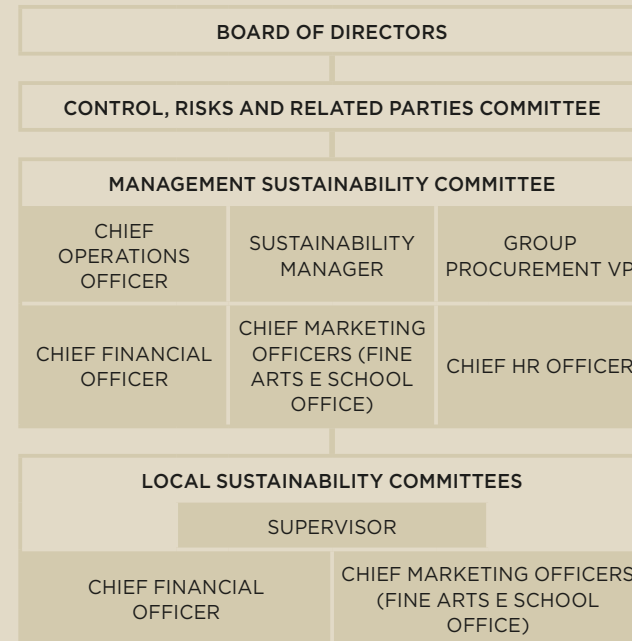 BOARD OF DIRECTORS
CONTROL, RISKS AND RELATED PARTIES COMMITTEE
MANAGEMENT SUSTAINABILITY COMMITTEE
CHIEF
OPERATIONS
OFFICER
SUSTAINABILITY
MANAGER
GROUP
PROCUREMENT VP
CHIEF FINANCIAL
OFFICER
CHIEF MARKETING
OFFICERS (FINE
ARTS E SCHOOL
OFFICE)
CHIEF HR OFFICER
LOCAL SUSTAINABILITY COMMITTEES
SUPERVISOR
CHIEF FINANCIAL
OFFICER
CHIEF MARKETING OFFICERS
(FINE ARTS E SCHOOL
OFFICE)